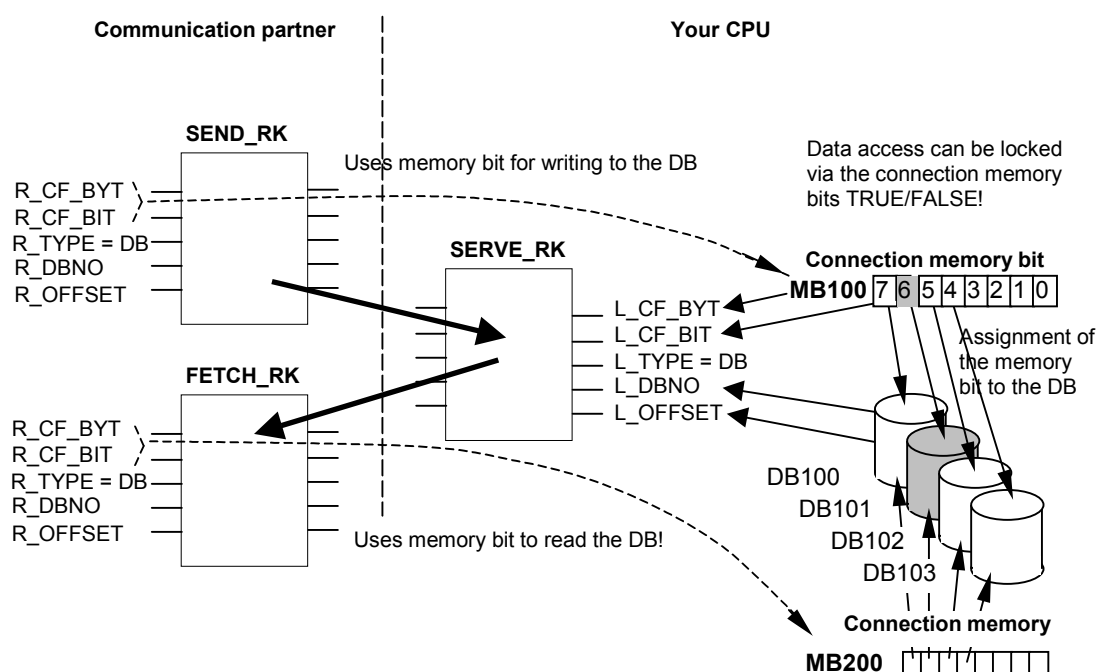 Communication partner
Your CPU
SEND_RK
R_CF_BYT
R_CF_BIT
R_TYPE = DB
R_DBNO
R_OFFSET
Uses memory bit for writing to the DB
Data access can be locked
via the connection memory
bits TRUE/FALSE!
SERVE_RK
L_CF_BYT
L_CF_BIT
L_TYPE = DB
L_DBNO
L_OFFSET
Connection memory bit
MB100 7 6 5 4 3 2 1 0
Assignment of
the memory
bit to the DB
FETCH_RK
R_CF_BYT
R_CF_BIT
R_TYPE = DB
R_DBNO
R_OFFSET
Uses memory bit to read the DB!
DB100
DB101
DB102
DB103
Connection memory
MB200